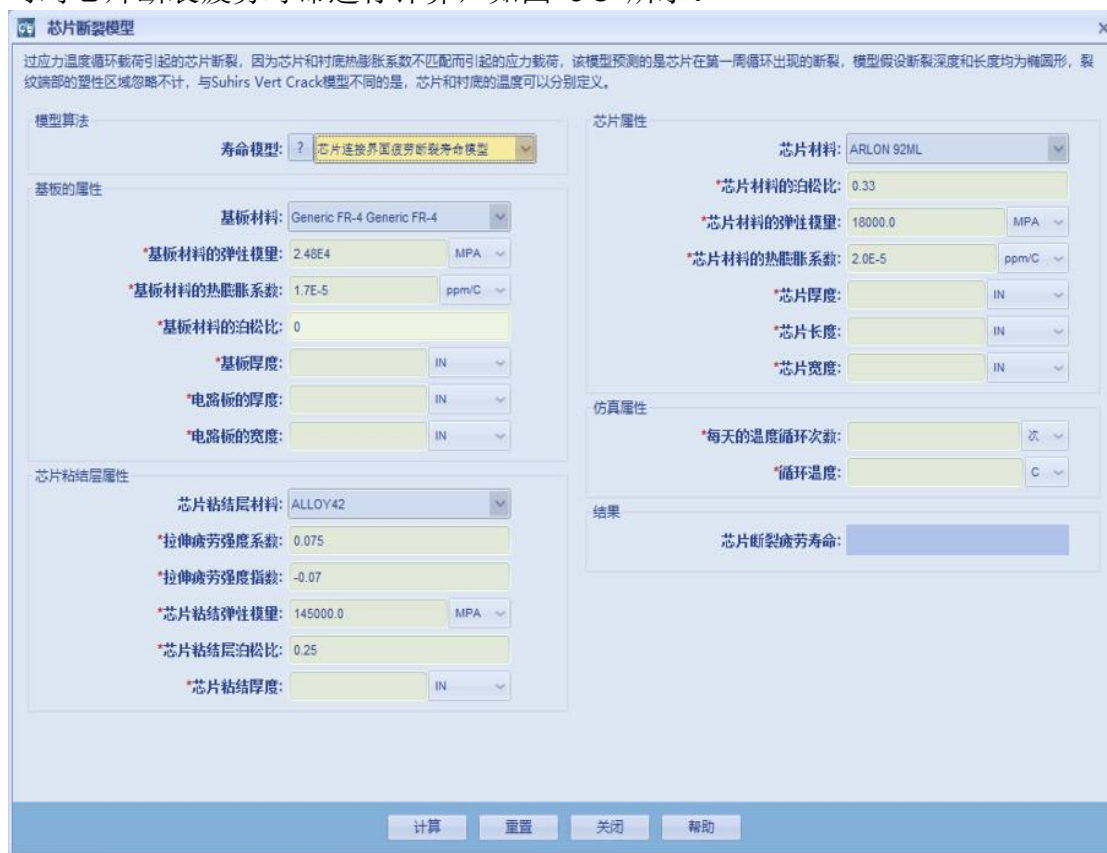 芯片断裂模型
过应力温度循环载荷引起的芯片断裂，因为芯片和衬底热膨胀系数不匹配而引起的应力载荷，该模型预测的是芯片在第一周循环出现的断裂，模型假设断裂深度和长度均为椭圆形，裂
纹端部的塑性区域忽略不计，与Suhirs Vert Crack模型不同的是，芯片和衬底的温度可以分别定义。
模型算法
寿命模型: ? 芯片连接界面疲劳断裂寿命模型
基板的属性
基板材料: Generic FR-4 Generic FR-4
*基板材料的弹性模里: 2.48E4 MPA
*基板材料的热膨胀系数: 1.7E-5 ppm/C
*基板材料的泊松比: 0
*基板厚度: IN
*电路板的厚度: IN
*电路板的宽度: IN
芯片粘结层属性
芯片粘结层材料: ALLOY42
*拉伸疲劳强度系数: 0.075
*拉伸疲劳强度指数: -0.07
*芯片粘结弹性模里: 145000.0 MPA
*芯片粘结层泊松比: 0.25
*芯片粘结厚度: IN
芯片属性
芯片材料: ARLON 92ML
*芯片材料的泊松比: 0.33
*芯片材料的弹性模里: 18000.0 MPA
*芯片材料的热膨胀系数: 2.0E-5 ppm/C
*芯片厚度: IN
*芯片长度: IN
*芯片宽度: IN
仿真属性
*每天的温度循环次数: 次
*循环温度: C
结果
芯片断裂疲劳寿命:
计算 重置 关闭 帮助